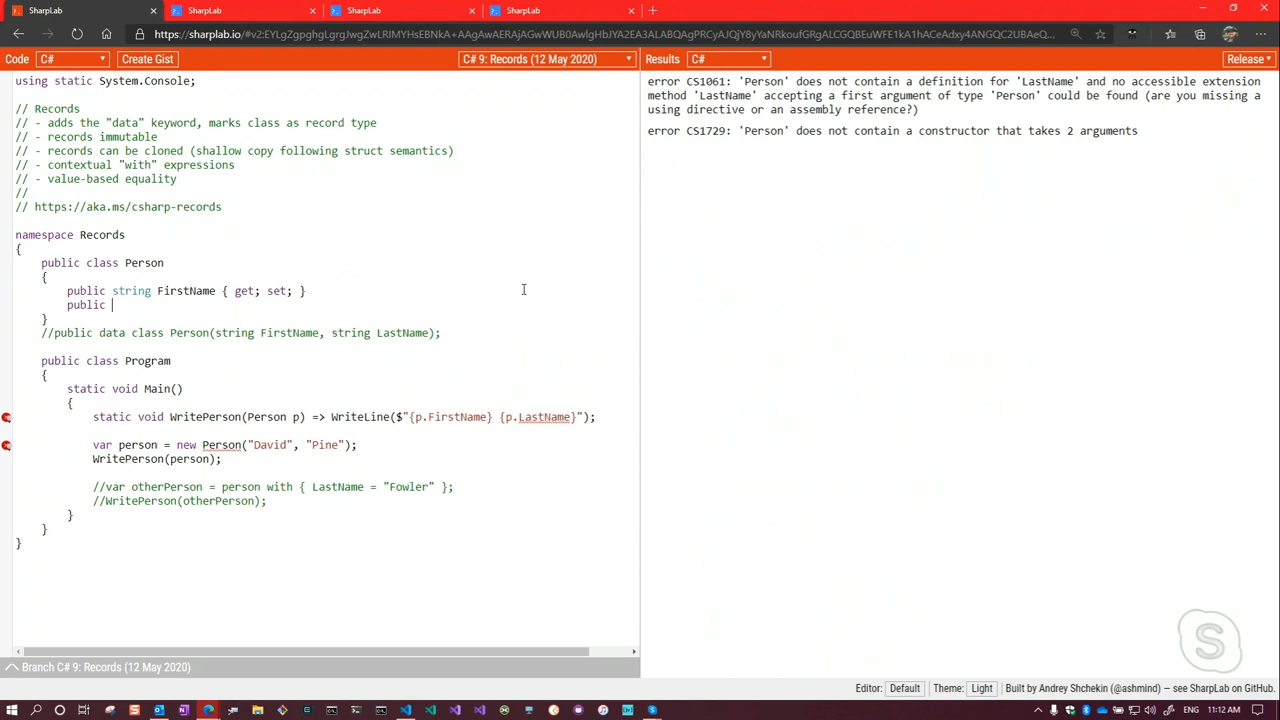 SharpLab
SharpLab
SharpLab
SharpLab
https://sharplab.io/#v2:
Code C# Create Gist C# 9: Records (12 May 2020) Results C# Release
using static System.Console;
// Records
// - adds the "data" keyword, marks class as record type
// - records immutable
// - records can be cloned (shallow copy following struct semantics)
// - contextual "with" expressions
// - value-based equality
//
// https://aka.ms/csharp-records
namespace Records
{
public class Person
{
public string FirstName { get; set; }
public
}
//public data class Person(string FirstName, string LastName);
public class Program
{
static void Main()
{
static void WritePerson(Person p) => WriteLine($"{p.FirstName} {p.LastName}");
var person = new Person("David", "Pine");
WritePerson(person);
//var otherPerson = person with { LastName = "Fowler" };
//WritePerson(otherPerson);
}
}
}
Branch C# 9: Records (12 May 2020)
error CS1061: 'Person' does not contain a definition for 'LastName' and no accessible extension
method 'LastName' accepting a first argument of type 'Person' could be found (are you missing a
using directive or an assembly reference?)
error CS1729: 'Person' does not contain a constructor that takes 2 arguments
Editor: Default Theme: Light Built by Andrey Shchekin (@ashmind) — see SharpLab on GitHub.
11:12 AM